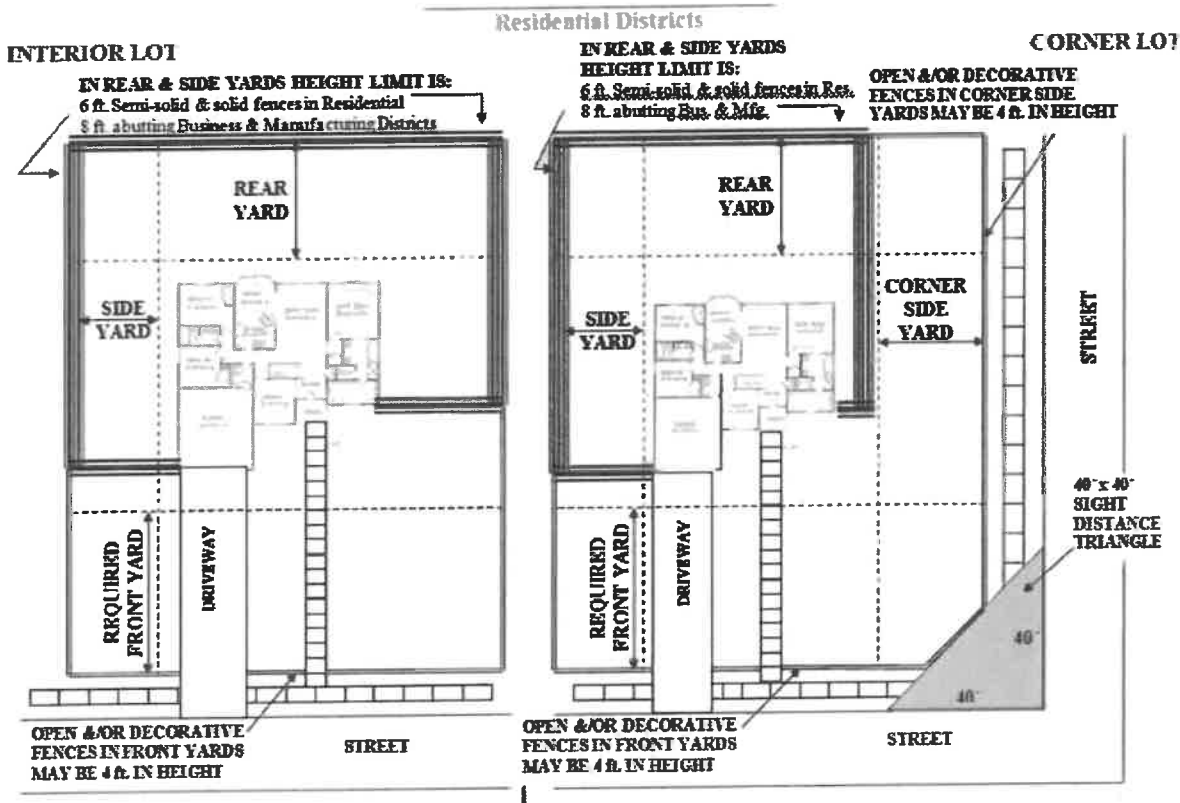 Residential Districts
INTERIOR LOT
IN REAR & SIDE YARDS HEIGHT LIMIT IS:
6 ft. Semi-solid & solid fences in Residential
8 ft. abutting Business & Manufacturing Districts
REAR
YARD
SIDE
YARD
REQUIRED
FRONT YARD
DRIVEWAY
OPEN &/OR DECORATIVE
FENCES IN FRONT YARDS
MAY BE 4 ft. IN HEIGHT
STREET
CORNER LOT
IN REAR & SIDE YARDS
HEIGHT LIMIT IS:
6 ft. Semi-solid & solid fences in Res.
8 ft. abutting Bus. & Mfg.
OPEN &/OR DECORATIVE
FENCES IN CORNER SIDE
YARDS MAY BE 4 ft. IN HEIGHT
REAR
YARD
SIDE
YARD
CORNER
SIDE
YARD
STREET
REQUIRED
FRONT YARD
DRIVEWAY
40' x 40'
SIGHT
DISTANCE
TRIANGLE
40'
40'
OPEN &/OR DECORATIVE
FENCES IN FRONT YARDS
MAY BE 4 ft. IN HEIGHT
STREET